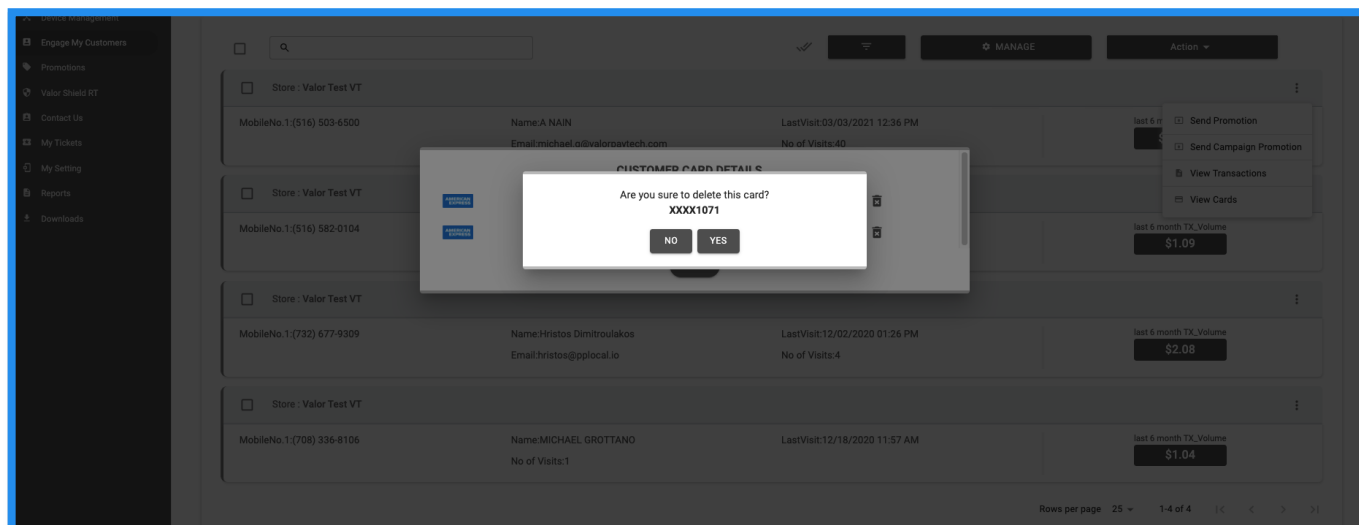 Device Management
Engage My Customers
Promotions
Valor Shield RT
Contact Us
My Tickets
My Setting
Reports
Downloads
MANAGE
Action
Store : Valor Test VT
MobileNo.1:(516) 503-6500
Name:A NAIN
LastVisit:03/03/2021 12:36 PM
last 6 m
$
Email:michael.g@valorpaytech.com
No of Visits:40
Send Promotion
Send Campaign Promotion
View Transactions
View Cards
CUSTOMER CARD DETAILS
AMERICAN EXPRESS
AMERICAN EXPRESS
Are you sure to delete this card?
XXXX1071
NO YES
Store : Valor Test VT
MobileNo.1:(516) 582-0104
last 6 month TX_Volume
$1.09
Store : Valor Test VT
MobileNo.1:(732) 677-9309
Name:Hristos Dimitroulakos
LastVisit:12/02/2020 01:26 PM
last 6 month TX_Volume
$2.08
Email:hristos@pplocal.io
No of Visits:4
Store : Valor Test VT
MobileNo.1:(708) 336-8106
Name:MICHAEL GROTTANO
LastVisit:12/18/2020 11:57 AM
last 6 month TX_Volume
$1.04
No of Visits:1
Rows per page 25 1-4 of 4